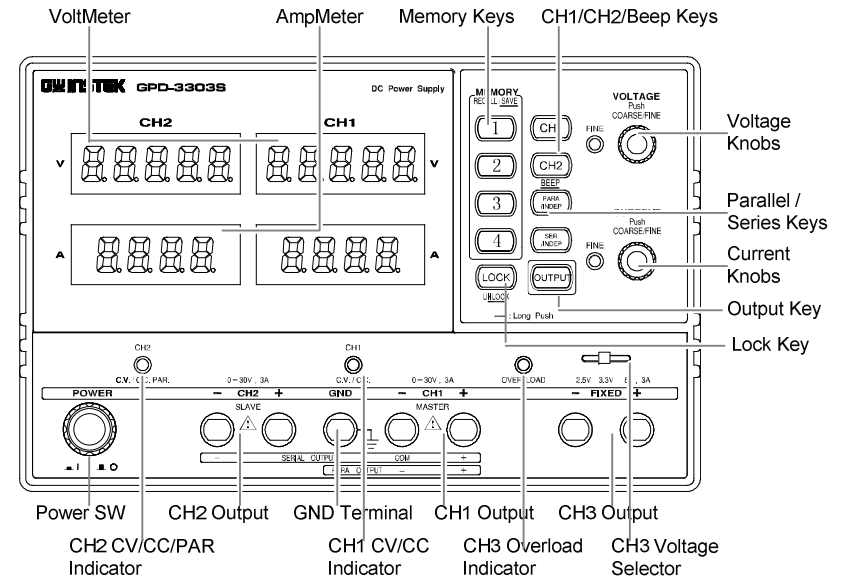 VoltMeter
AmpMeter
Memory Keys
CH1/CH2/Beep Keys
GW INSTEK GPD-3303S
DC Power Supply
MEMORY
RECALL/SAVE
VOLTAGE
Push
COARSE/FINE
CH2
CH1
V
V
1
2
3
4
CH1
CH2
BEEP
PARA
/INDEP
SER
/INDEP
FINE
Voltage
Knobs
Parallel /
Series Keys
Push
COARSE/FINE
FINE
A
A
Current
Knobs
LOCK
OUTPUT
UNLOCK
: Long Push
Output Key
Lock Key
CH2
CH1
C.V./C.C. PAR.
0~30V , 3A
C.V./C.C.
0~30V , 3A
OVERLOAD
2.5V 3.3V 5V , 3A
POWER
− CH2 +
GND
− CH1 +
− FIXED +
SLAVE
MASTER
− SERIAL OUTPUT COM +
PARA OUTPUT − +
Power SW
CH2 Output
GND Terminal
CH1 Output
CH3 Output
CH2 CV/CC/PAR
Indicator
CH1 CV/CC
Indicator
CH3 Overload
Indicator
CH3 Voltage
Selector